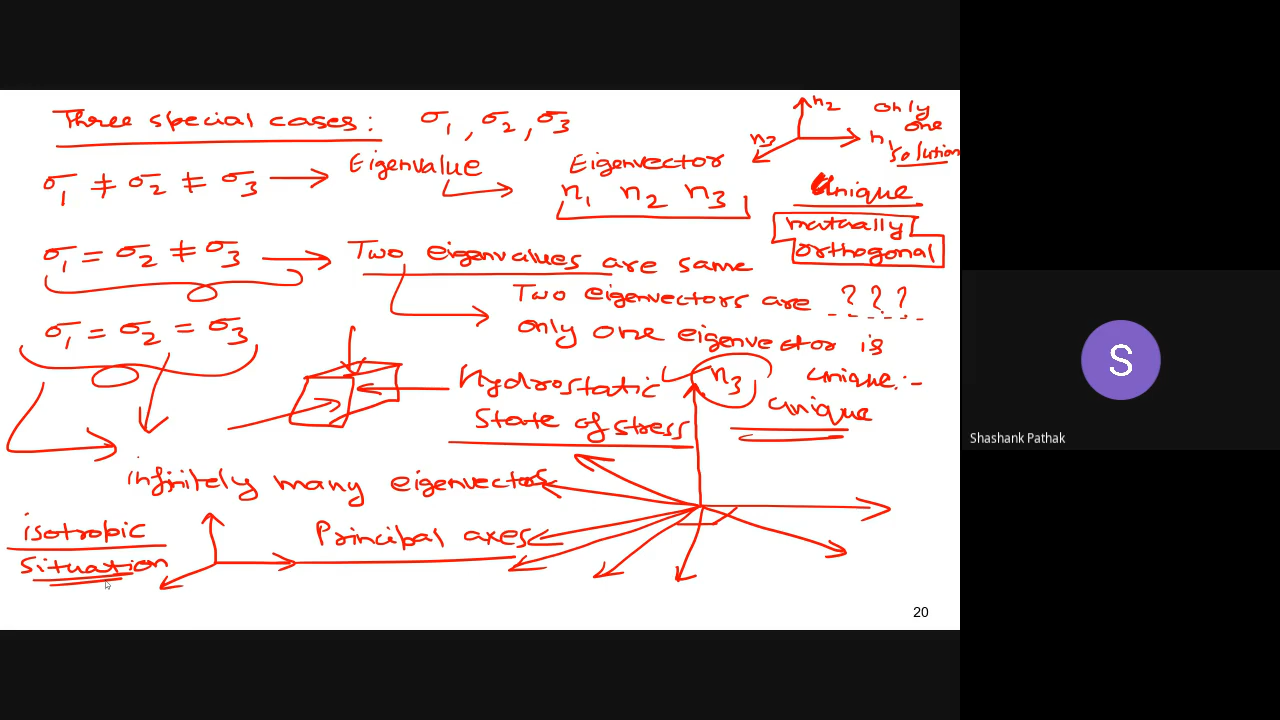 Three special cases: σ1, σ2, σ3
n2
n1
n3
only
one
solution
σ1 ≠ σ2 ≠ σ3 → Eigenvalue → Eigenvector
n1 n2 n3
Unique
mutually
orthogonal
σ1 = σ2 ≠ σ3 → Two eigenvalues are same
Two eigenvectors are ???
only one eigenvector is
unique :-
σ1 = σ2 = σ3
Hydrostatic
state of stress
n3
unique
infinitely many eigenvectors
Principal axes
isotropic
situation
20
S
Shashank Pathak